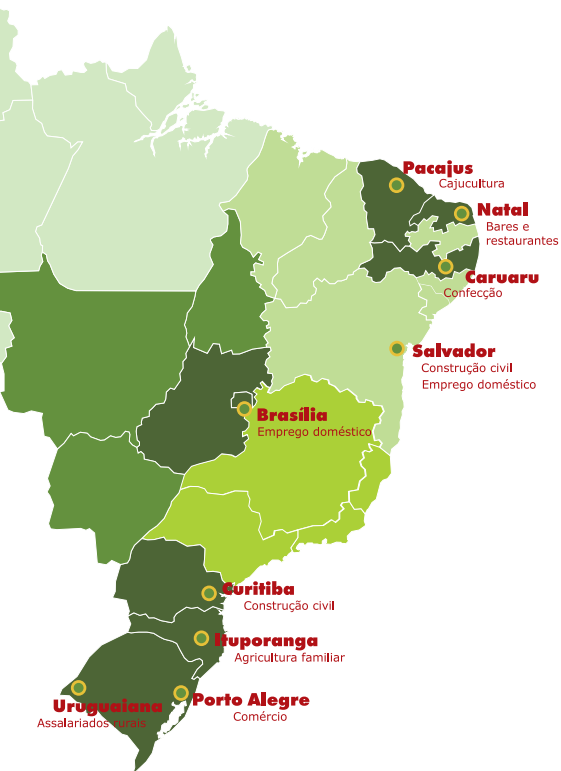 Pacajus
Cajucultura
Natal
Bares e
restaurantes
Caruaru
Confecção
Salvador
Construção civil
Emprego doméstico
Brasília
Emprego doméstico
Curitiba
Construção civil
Ituporanga
Agricultura familiar
Uruguaiana
Assalariados rurais
Porto Alegre
Comércio